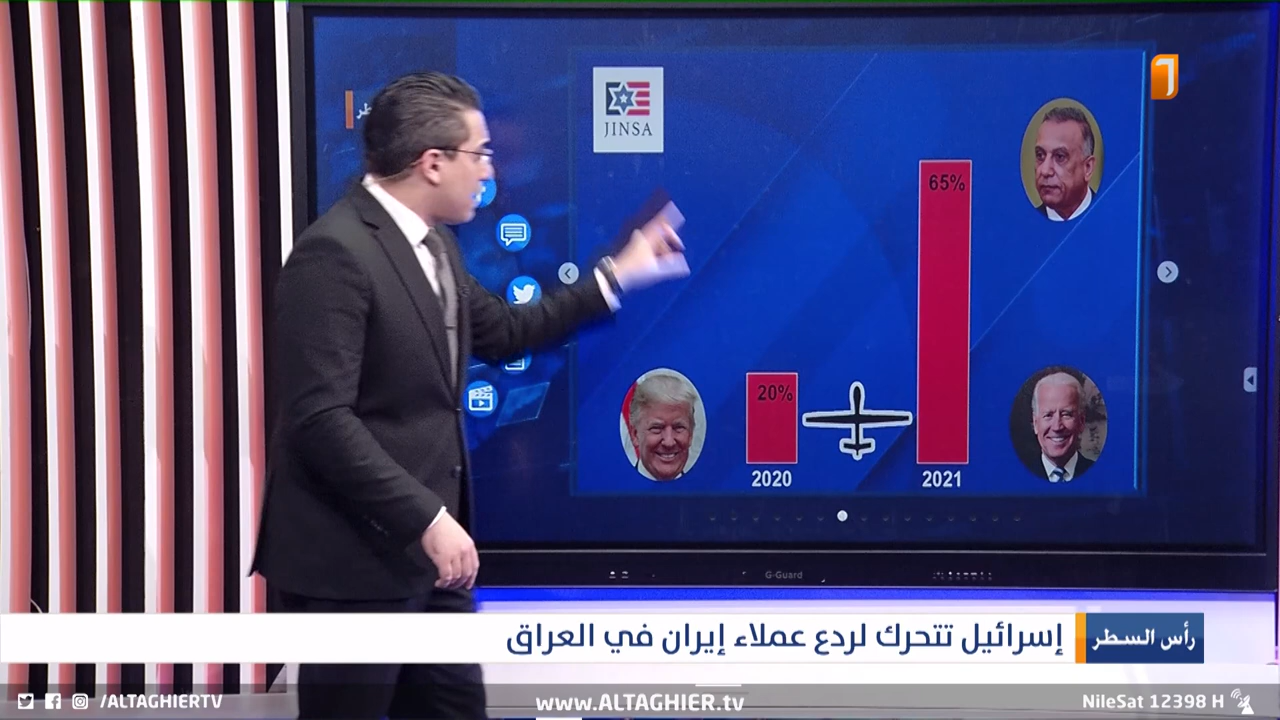 JINSA
65%
20%
2020
2021
G-Guard
رأس السطر
إسرائيل تتحرك لردع عملاء إيران في العراق
/ALTAGHIERTV
www.ALTAGHIER.tv
NileSat 12398 H